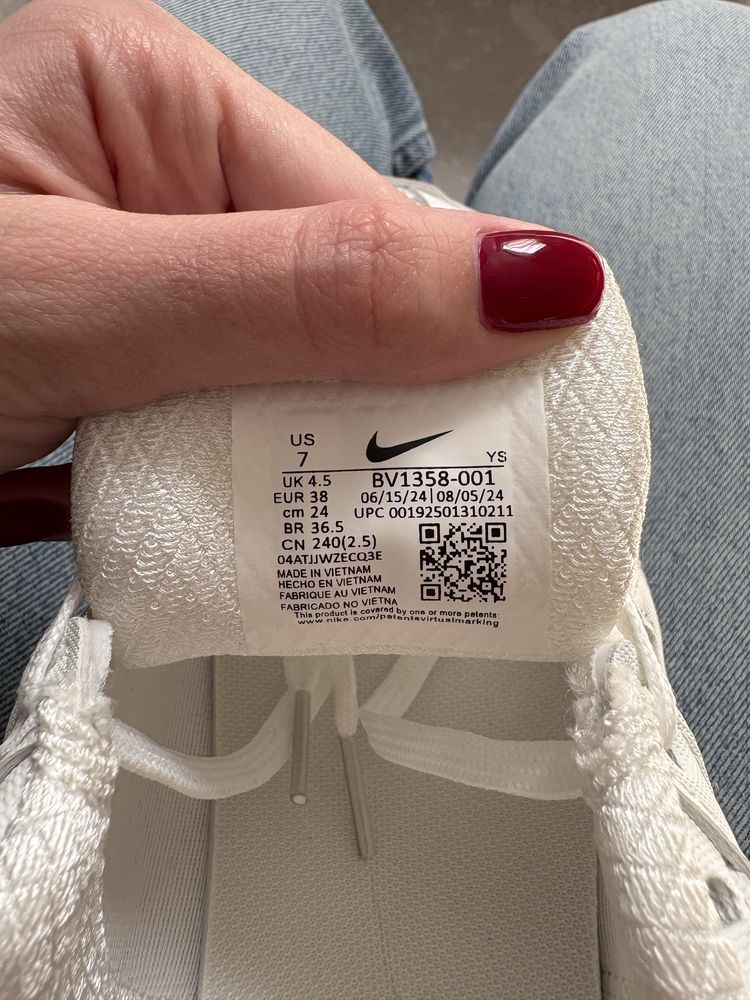 US
7 YS
UK 4.5 BV1358-001
EUR 38 06/15/24|08/05/24
cm 24 UPC 00192501310211
BR 36.5
CN 240(2.5)
04ATJJWZECQ3E
MADE IN VIETNAM
HECHO EN VIETNAM
FABRIQUE AU VIETNAM
FABRICADO NO VIETNA
This product is covered by one or more patents:
www.nike.com/patentsvirtualmarking